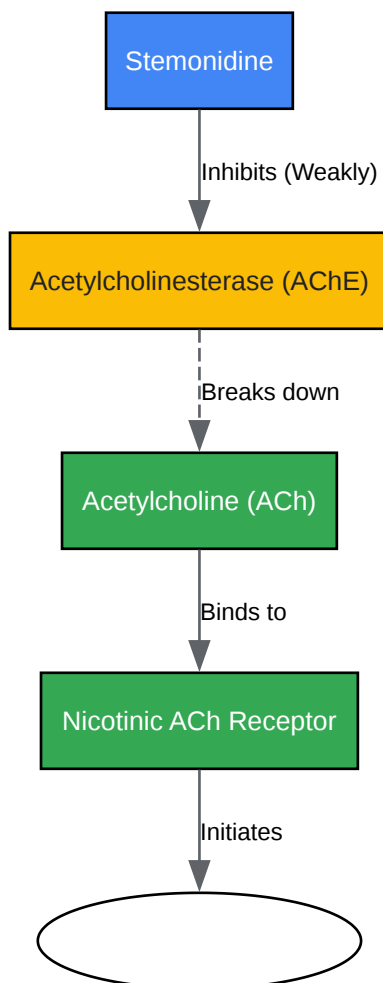 Stemonidine
Inhibits (Weakly)
Acetylcholinesterase (AChE)
Breaks down
Acetylcholine (ACh)
Binds to
Nicotinic ACh Receptor
Initiates